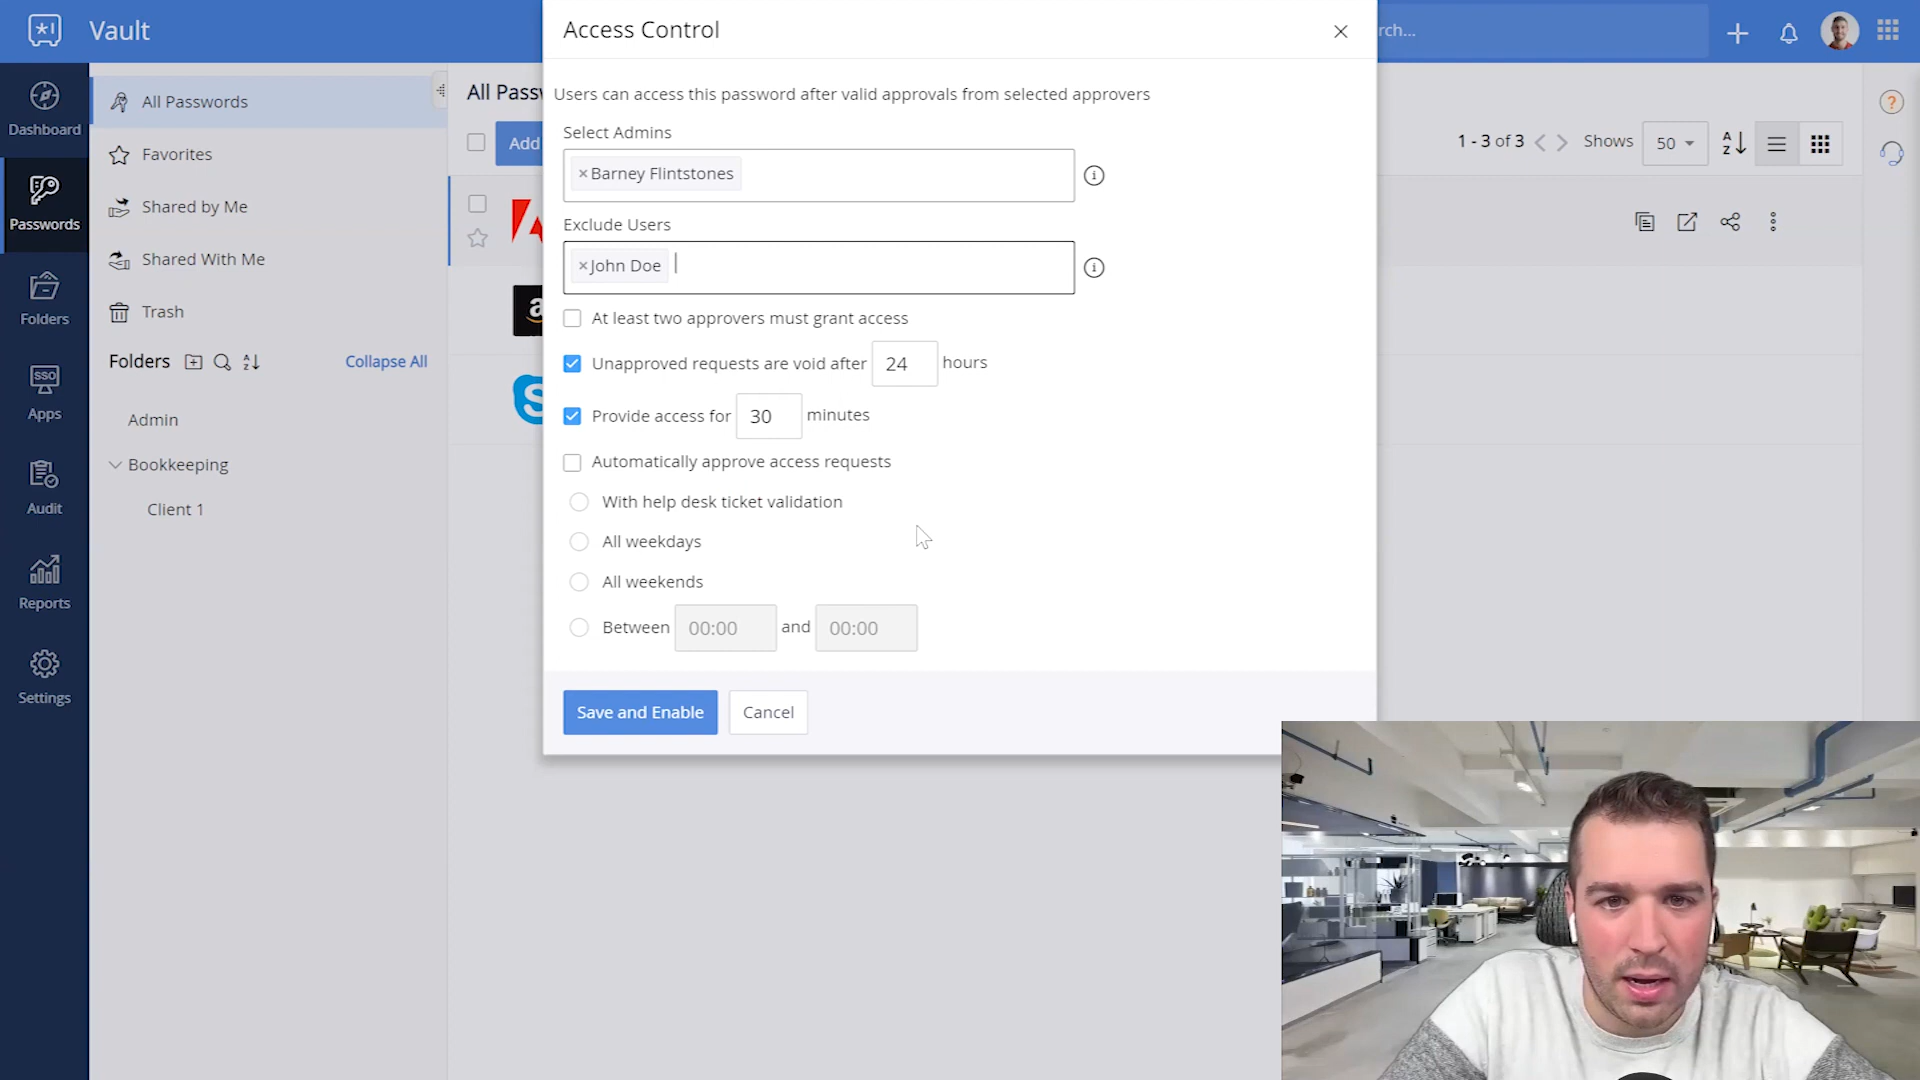 Vault
Access Control
rch...
Dashboard
Passwords
Folders
Apps
Audit
Reports
Settings
All Passwords
Favorites
Shared by Me
Shared With Me
Trash
Folders
Collapse All
Admin
Bookkeeping
Client 1
All Passw
Add
1 - 3 of 3
Shows
50
Users can access this password after valid approvals from selected approvers
Select Admins
×Barney Flintstones
Exclude Users
×John Doe
At least two approvers must grant access
Unapproved requests are void after 24 hours
Provide access for 30 minutes
Automatically approve access requests
With help desk ticket validation
All weekdays
All weekends
Between 00:00 and 00:00
Save and Enable
Cancel